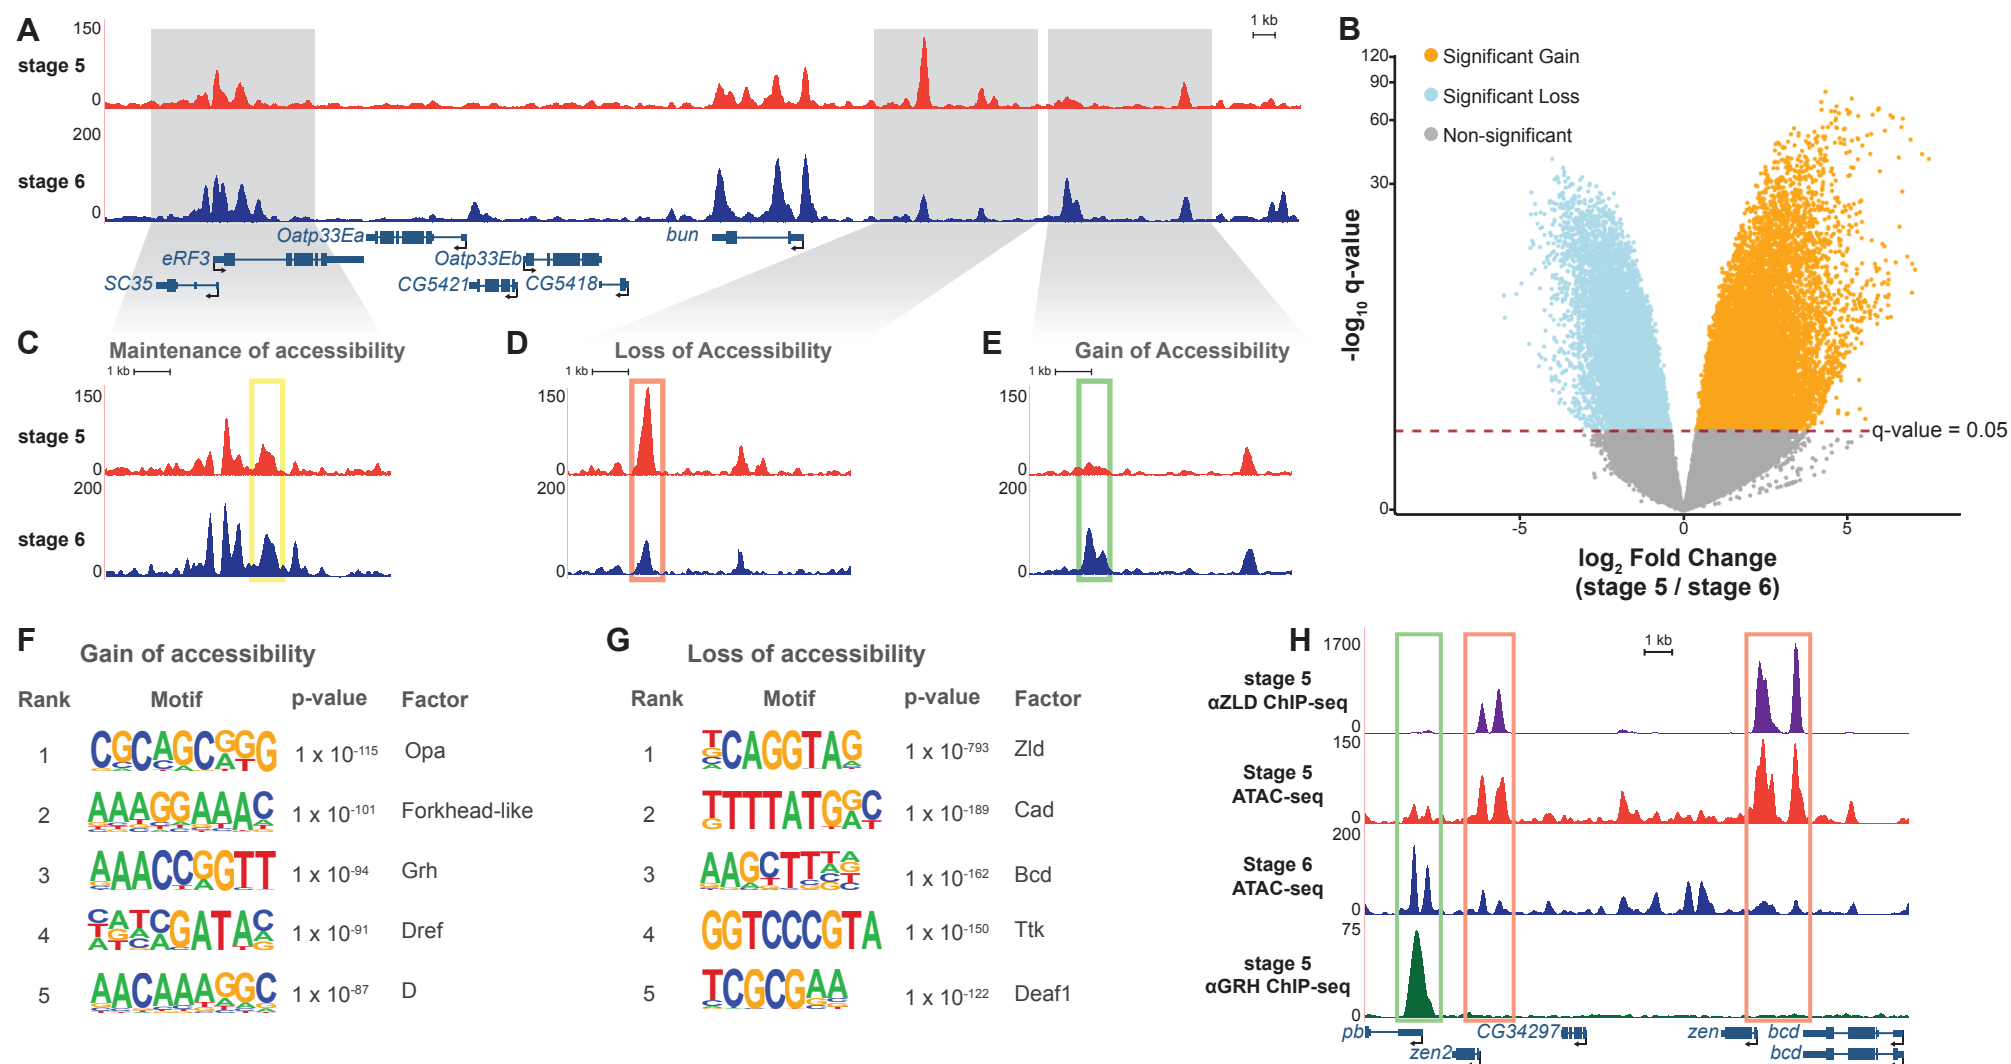 A
150
stage 5
0
200
stage 6
0
1 kb
Oatp33Ea
bun
eRF3
Oatp33Eb
SC35
CG5421
CG5418
B
120
90
60
30
0
-log10 q-value
Significant Gain
Significant Loss
Non-significant
q-value = 0.05
-5
0
5
log2 Fold Change
(stage 5 / stage 6)
C
Maintenance of accessibility
1 kb
150
stage 5
0
200
stage 6
0
D
Loss of Accessibility
1 kb
150
0
200
0
E
Gain of Accessibility
1 kb
150
0
200
0
F
Gain of accessibility
Rank Motif p-value Factor
1 CGCAGCGGG 1 x 10-115 Opa
2 AAAGGAAAC 1 x 10-101 Forkhead-like
3 AAACCGGTT 1 x 10-94 Grh
4 CATCGATAC 1 x 10-91 Dref
5 AACAAAGGC 1 x 10-87 D
G
Loss of accessibility
Rank Motif p-value Factor
1 TCAGGTAG 1 x 10-793 Zld
2 TTTTATGGC 1 x 10-189 Cad
3 AAGCTTTA 1 x 10-162 Bcd
4 GGTCCCGTA 1 x 10-150 Ttk
5 TCGCGAA 1 x 10-122 Deaf1
H
1 kb
1700
stage 5
αZLD ChIP-seq
0
150
Stage 5
ATAC-seq
0
200
Stage 6
ATAC-seq
0
75
stage 5
αGRH ChIP-seq
0
pb
CG34297
zen
bcd
zen2
bcd